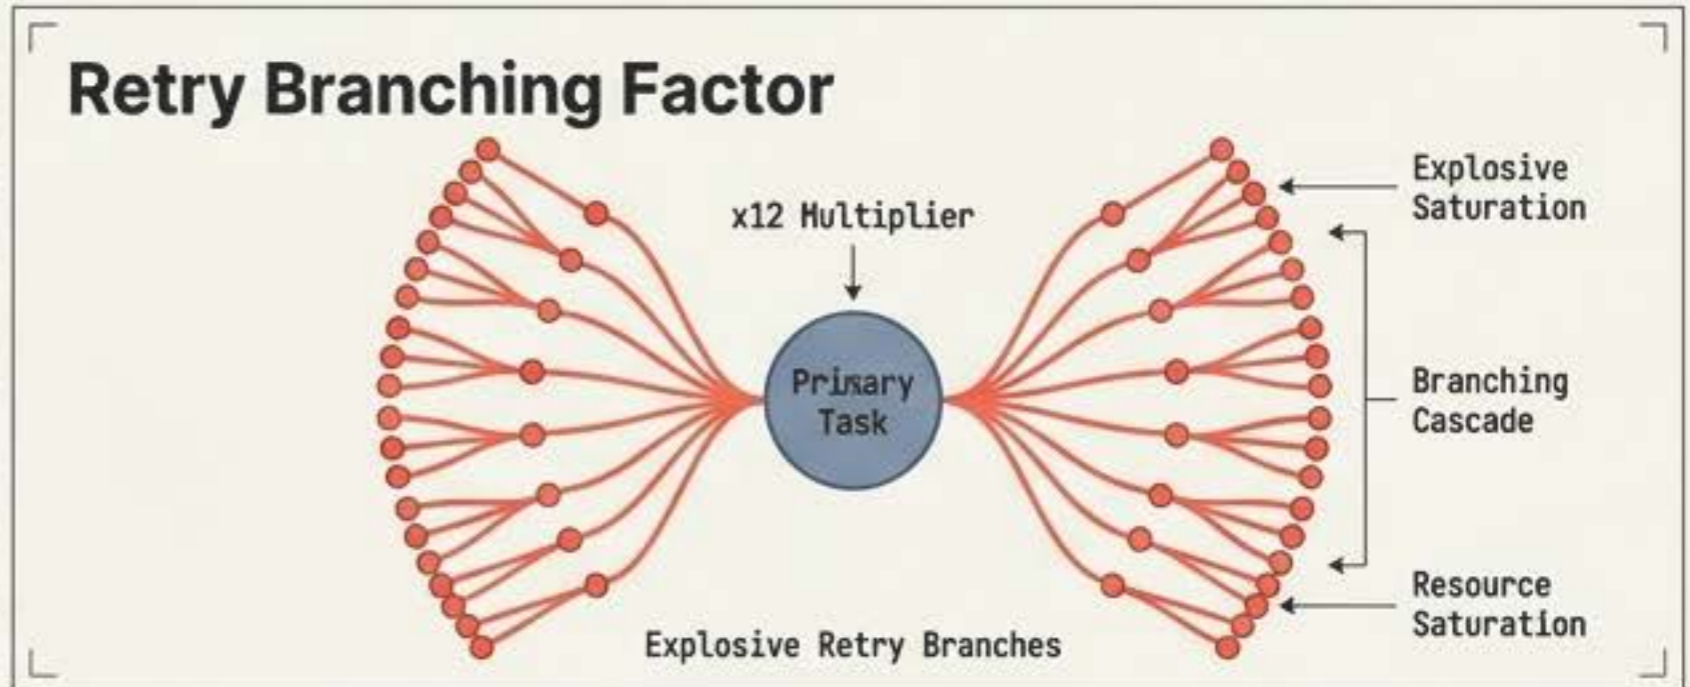 Retry Branching Factor
x12 Multiplier
Primary
Task
Explosive
Saturation
Branching
Cascade
Resource
Saturation
Explosive Retry Branches